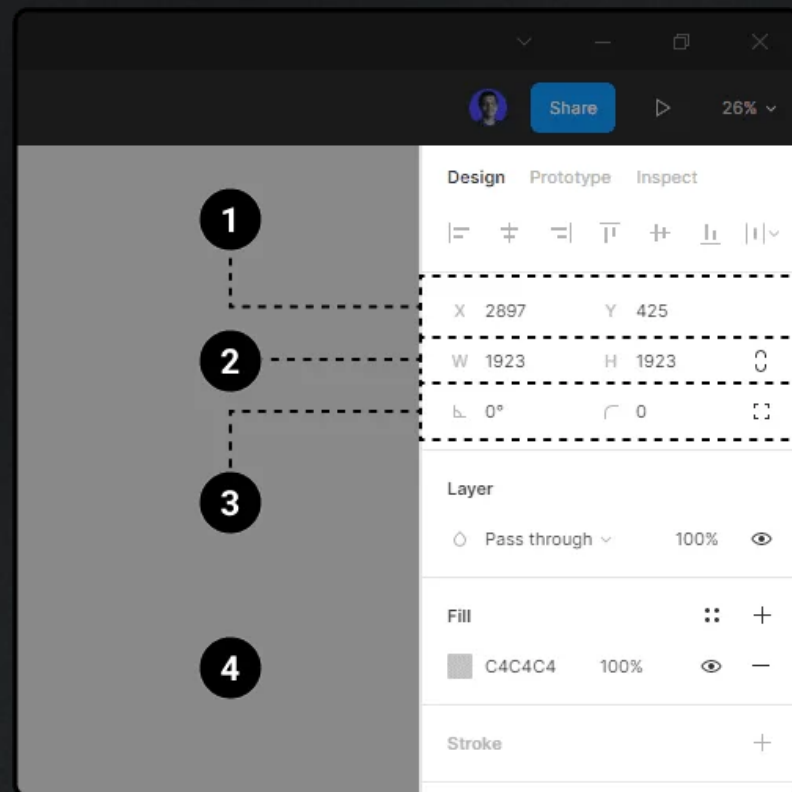 Share 26%
Design Prototype Inspect
1
X 2897 Y 425
2
W 1923 H 1923
0° 0
3
Layer
Pass through 100%
Fill
4
C4C4C4 100%
Stroke